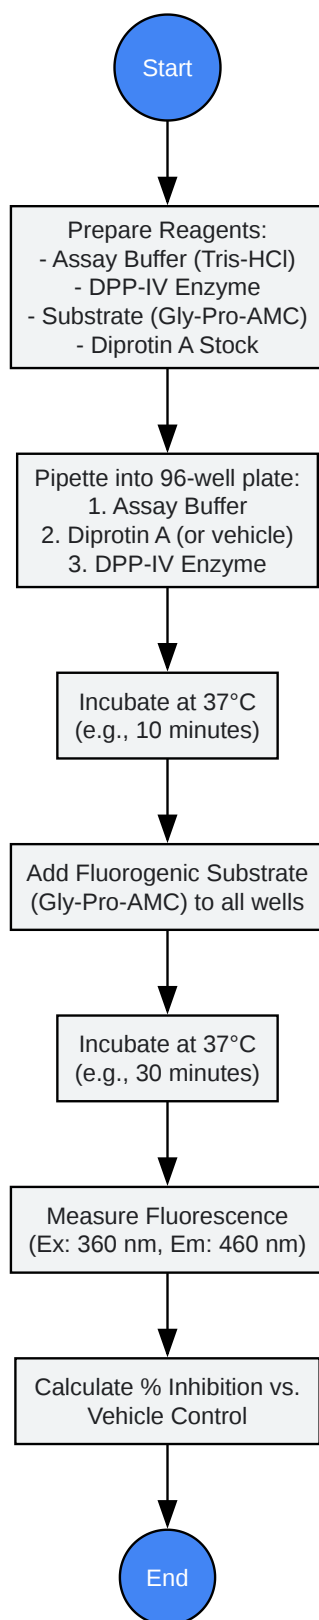 Start
Prepare Reagents:
- Assay Buffer (Tris-HCl)
- DPP-IV Enzyme
- Substrate (Gly-Pro-AMC)
- Diprotin A Stock
Pipette into 96-well plate:
1. Assay Buffer
2. Diprotin A (or vehicle)
3. DPP-IV Enzyme
Incubate at 37°C
(e.g., 10 minutes)
Add Fluorogenic Substrate
(Gly-Pro-AMC) to all wells
Incubate at 37°C
(e.g., 30 minutes)
Measure Fluorescence
(Ex: 360 nm, Em: 460 nm)
Calculate % Inhibition vs.
Vehicle Control
End